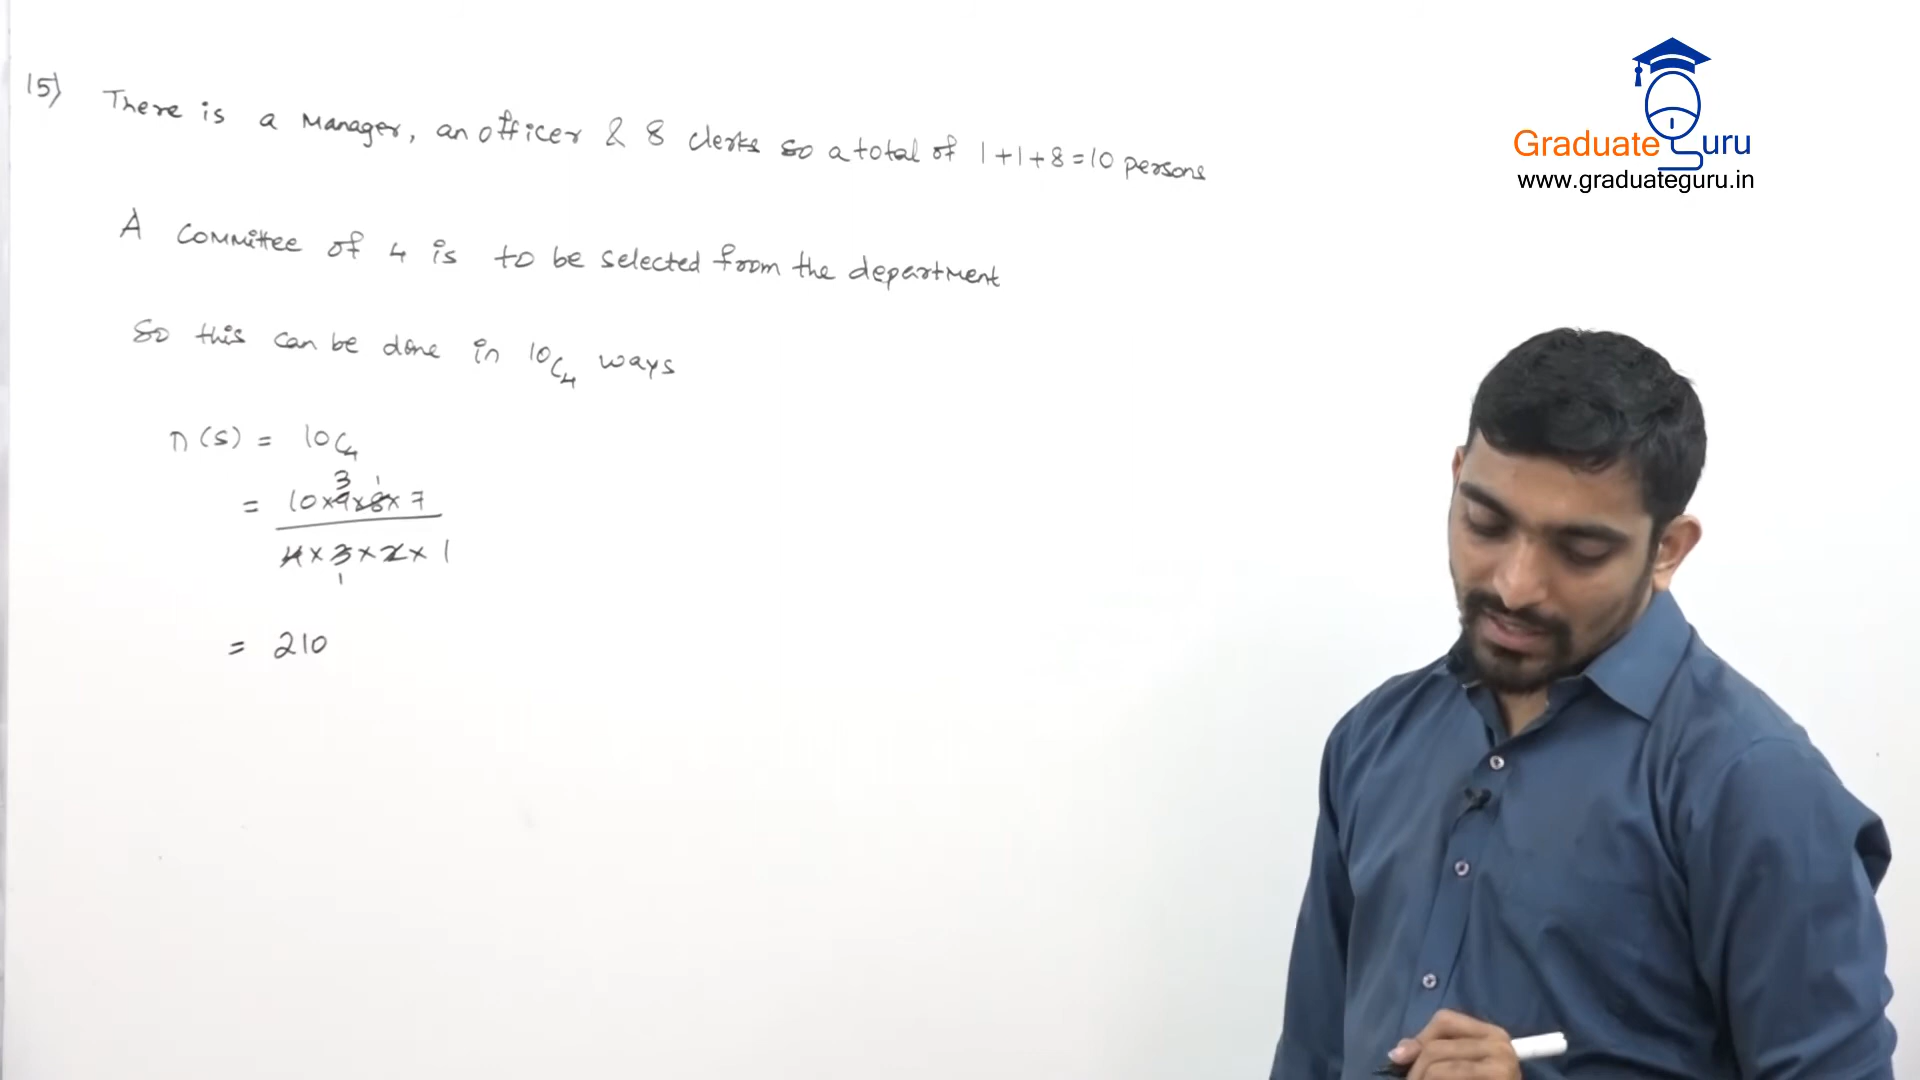 15) There is a Manager, an officer & 8 clerks so a total of 1+1+8=10 persons
A committee of 4 is to be selected from the department
So this can be done in 10C4 ways
n(s) = 10C4
3 1
= 10×9×8×7
4×3×2×1
1
= 210
Graduate Guru
www.graduateguru.in